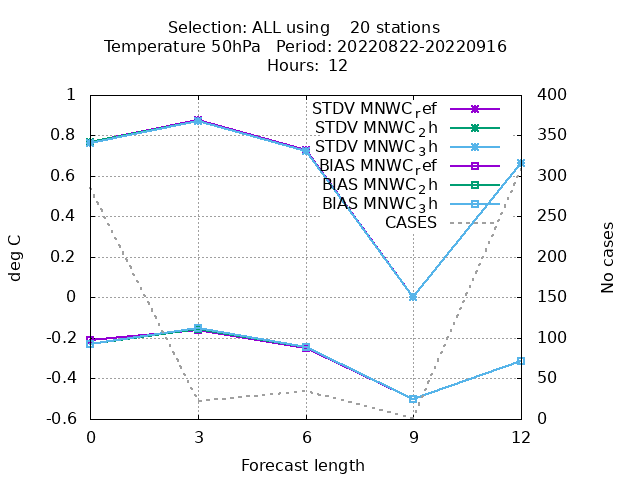 Selection: ALL using    20 stations
Temperature 50hPa   Period: 20220822-20220916
Hours:  12
STDV MNWC_ref
STDV MNWC_2h
STDV MNWC_3h
BIAS MNWC_ref
BIAS MNWC_2h
BIAS MNWC_3h
CASES
1
0.8
0.6
0.4
0.2
0
-0.2
-0.4
-0.6
400
350
300
250
200
150
100
50
0
deg C
No cases
0 3 6 9 12
Forecast length